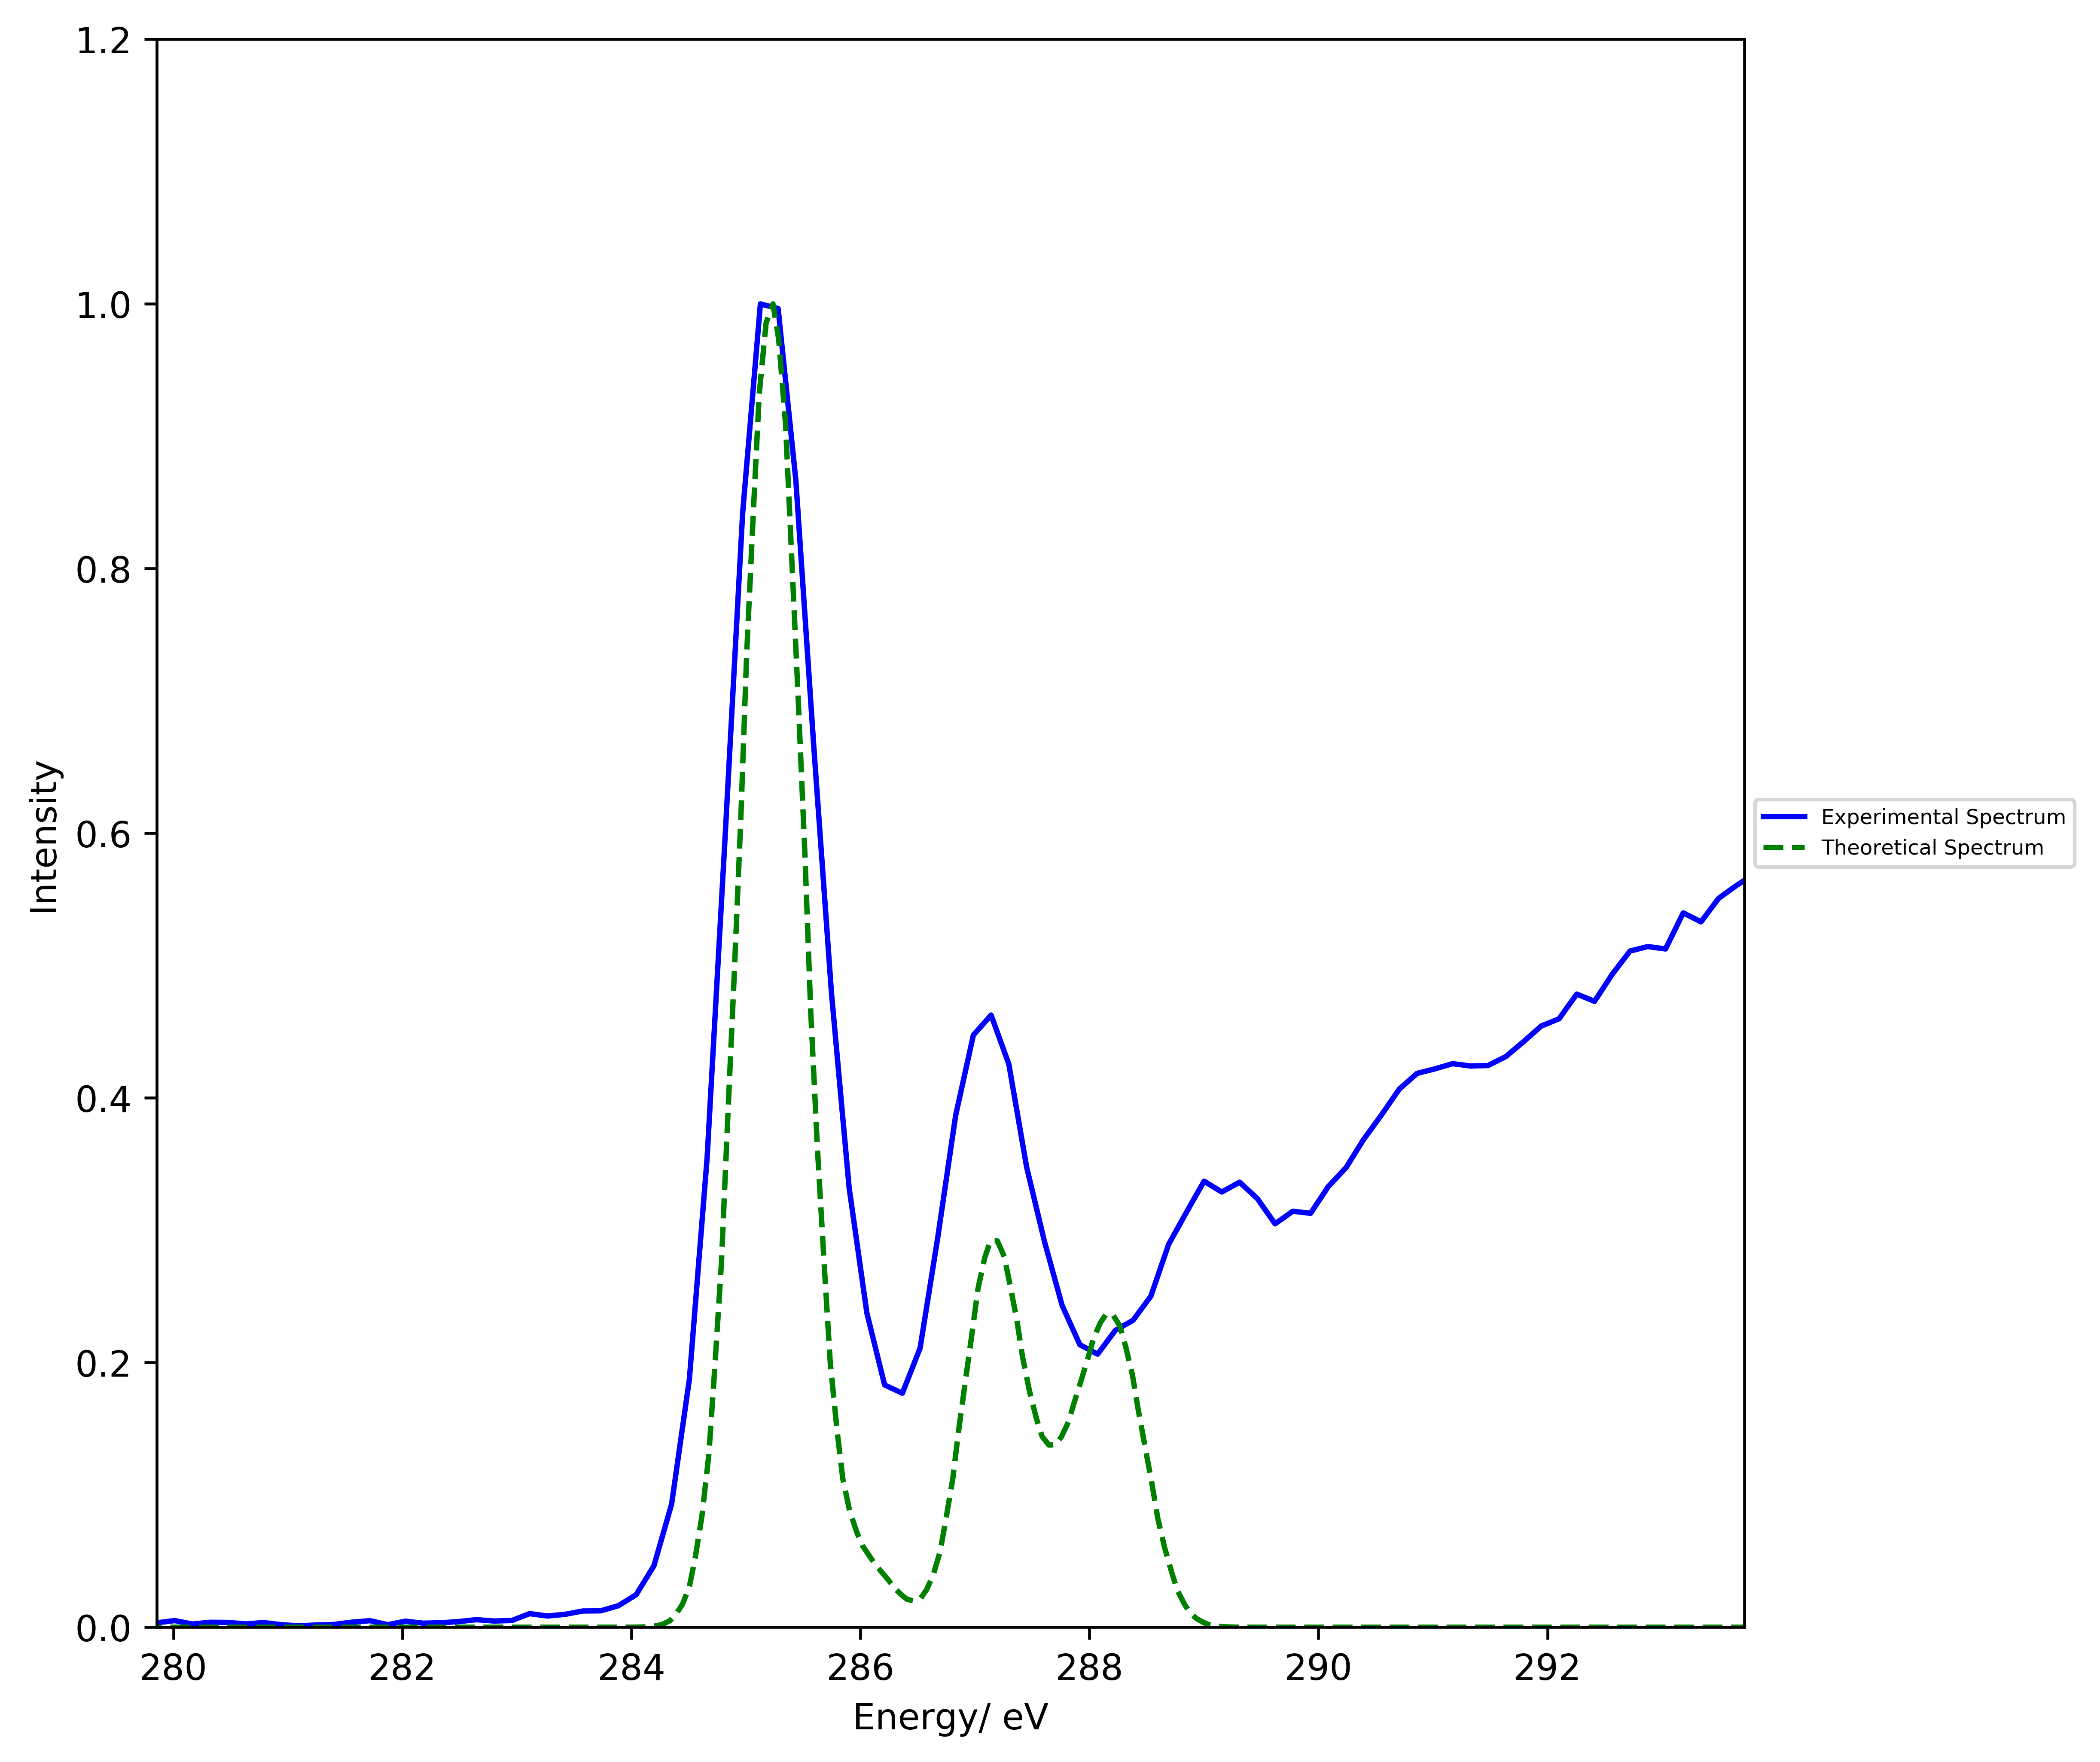 1.2
1.0
0.8
0.6
0.4
0.2
0.0
Intensity
280 282 284 286 288 290 292
Energy/ eV
Experimental Spectrum
Theoretical Spectrum